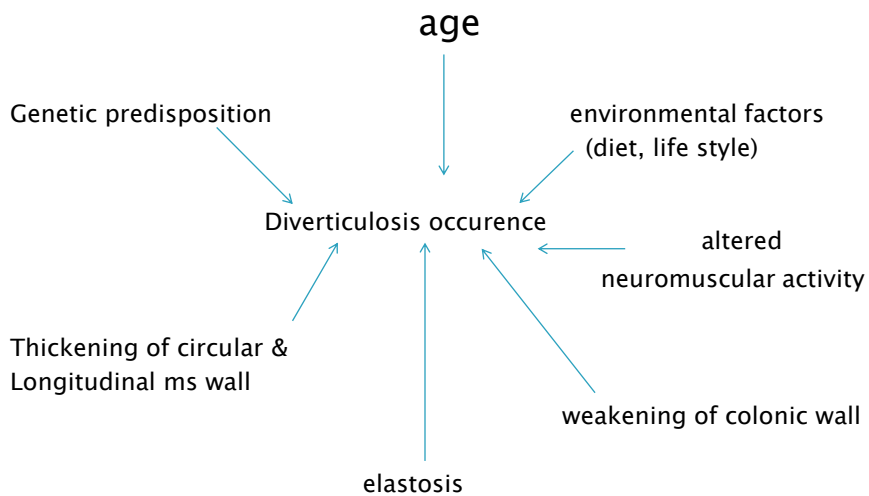 age
Genetic predisposition
environmental factors
(diet, life style)
Diverticulosis occurence
altered
neuromuscular activity
Thickening of circular &
Longitudinal ms wall
weakening of colonic wall
elastosis